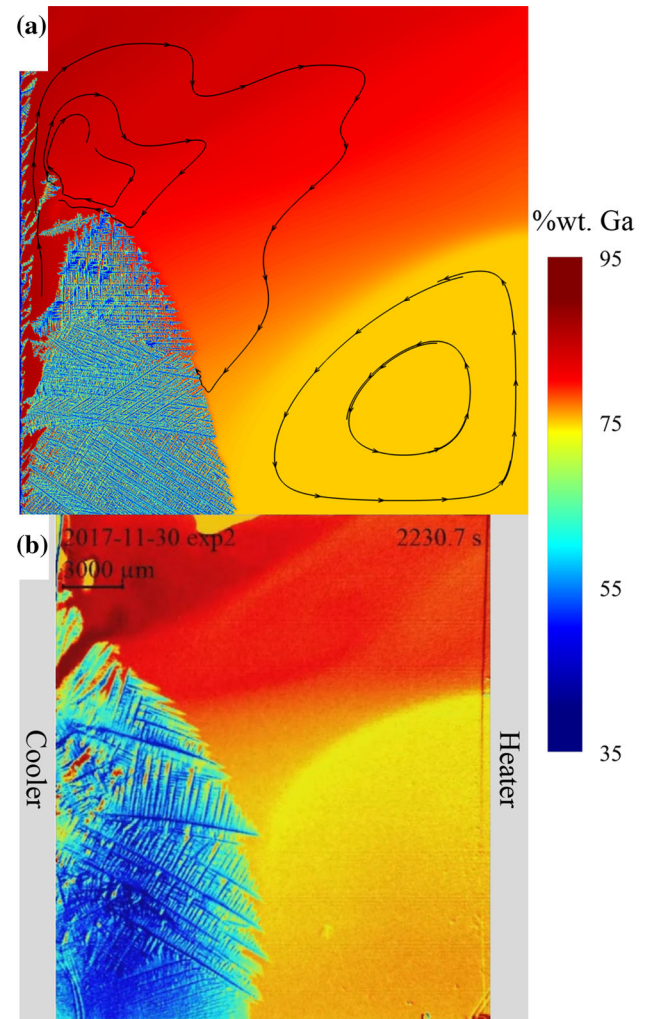 (a)
%wt. Ga
95
75
55
35
(b)
2017-11-30 exp2
2230.7 s
3000 μm
Cooler
Heater